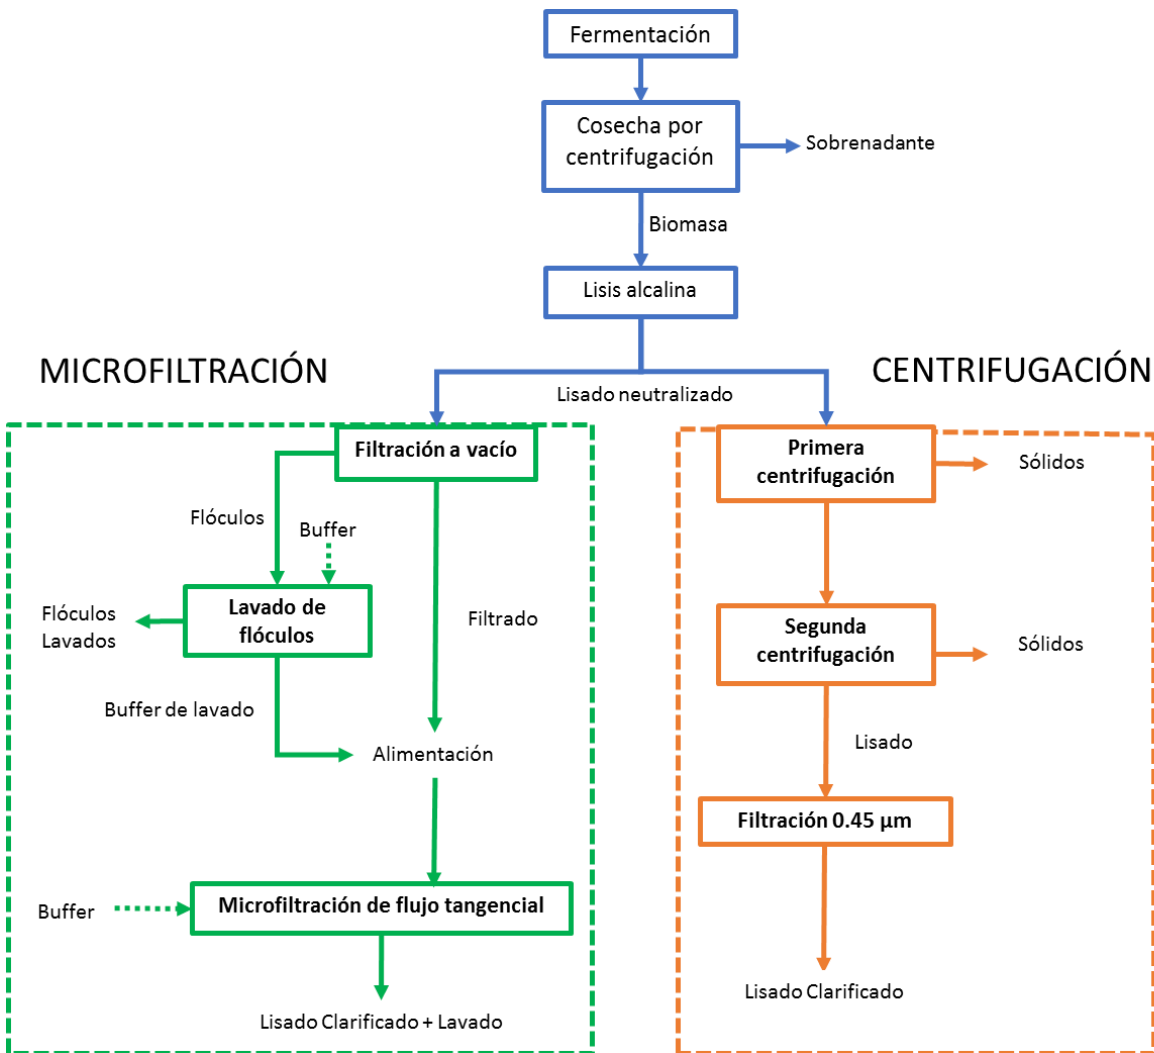 Fermentación
Cosecha por
centrifugación
Sobrenadante
Biomasa
Lisis alcalina
MICROFILTRACIÓN
CENTRIFUGACIÓN
Lisado neutralizado
Filtración a vacío
Flóculos
Buffer
Lavado de
flóculos
Flóculos
Lavados
Filtrado
Buffer de lavado
Alimentación
Buffer
Microfiltración de flujo tangencial
Lisado Clarificado + Lavado
Primera
centrifugación
Sólidos
Segunda
centrifugación
Sólidos
Lisado
Filtración 0.45 µm
Lisado Clarificado